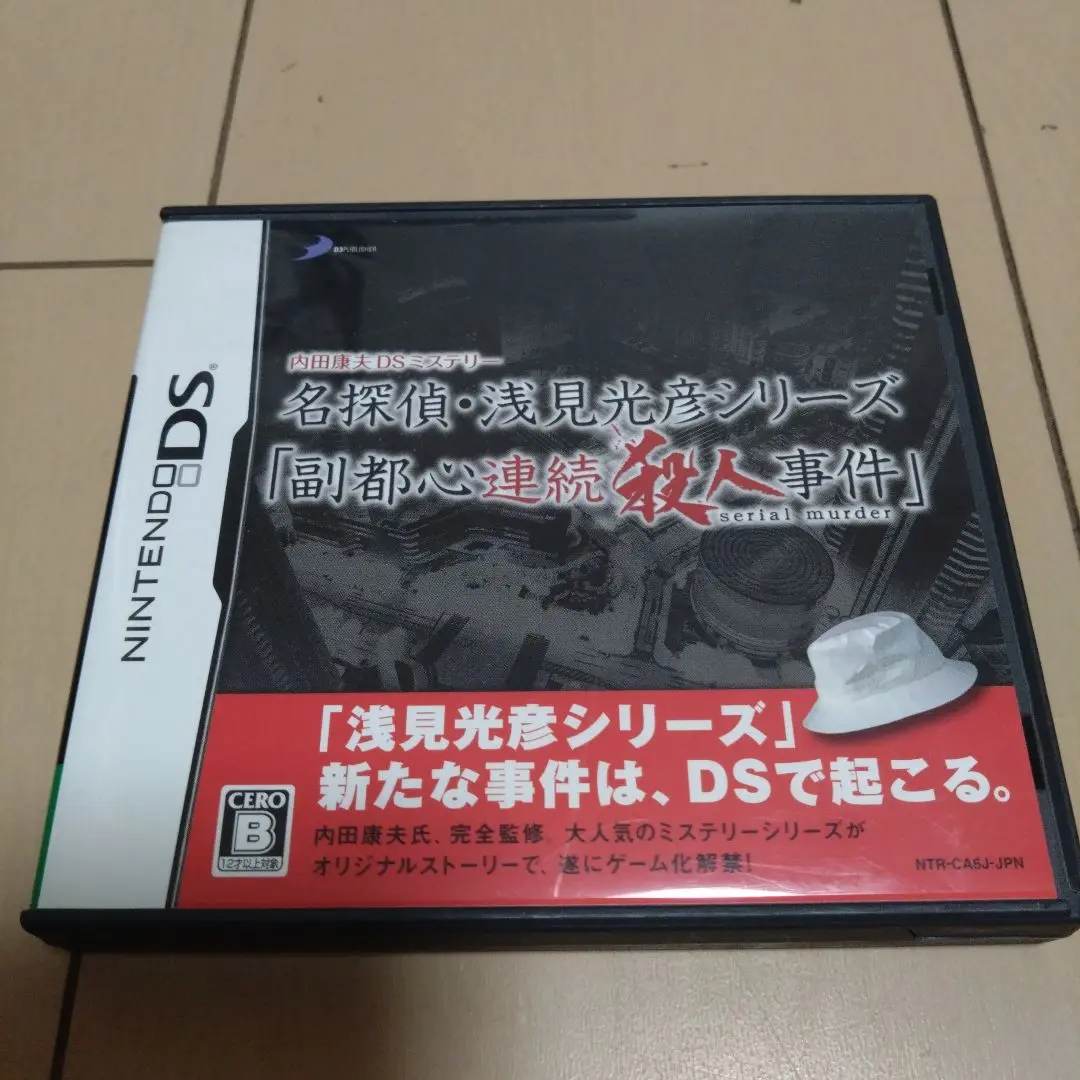 NINTENDO DS®
D3PUBLISHER
内田康夫DSミステリー
名探偵・浅見光彦シリーズ
「副都心連続殺人事件」
serial murder
「浅見光彦シリーズ」
新たな事件は、DSで起こる。
内田康夫氏、完全監修。大人気のミステリーシリーズが
オリジナルストーリーで、遂にゲーム化解禁!
CERO
B
12才以上対象
NTR-CA6J-JPN